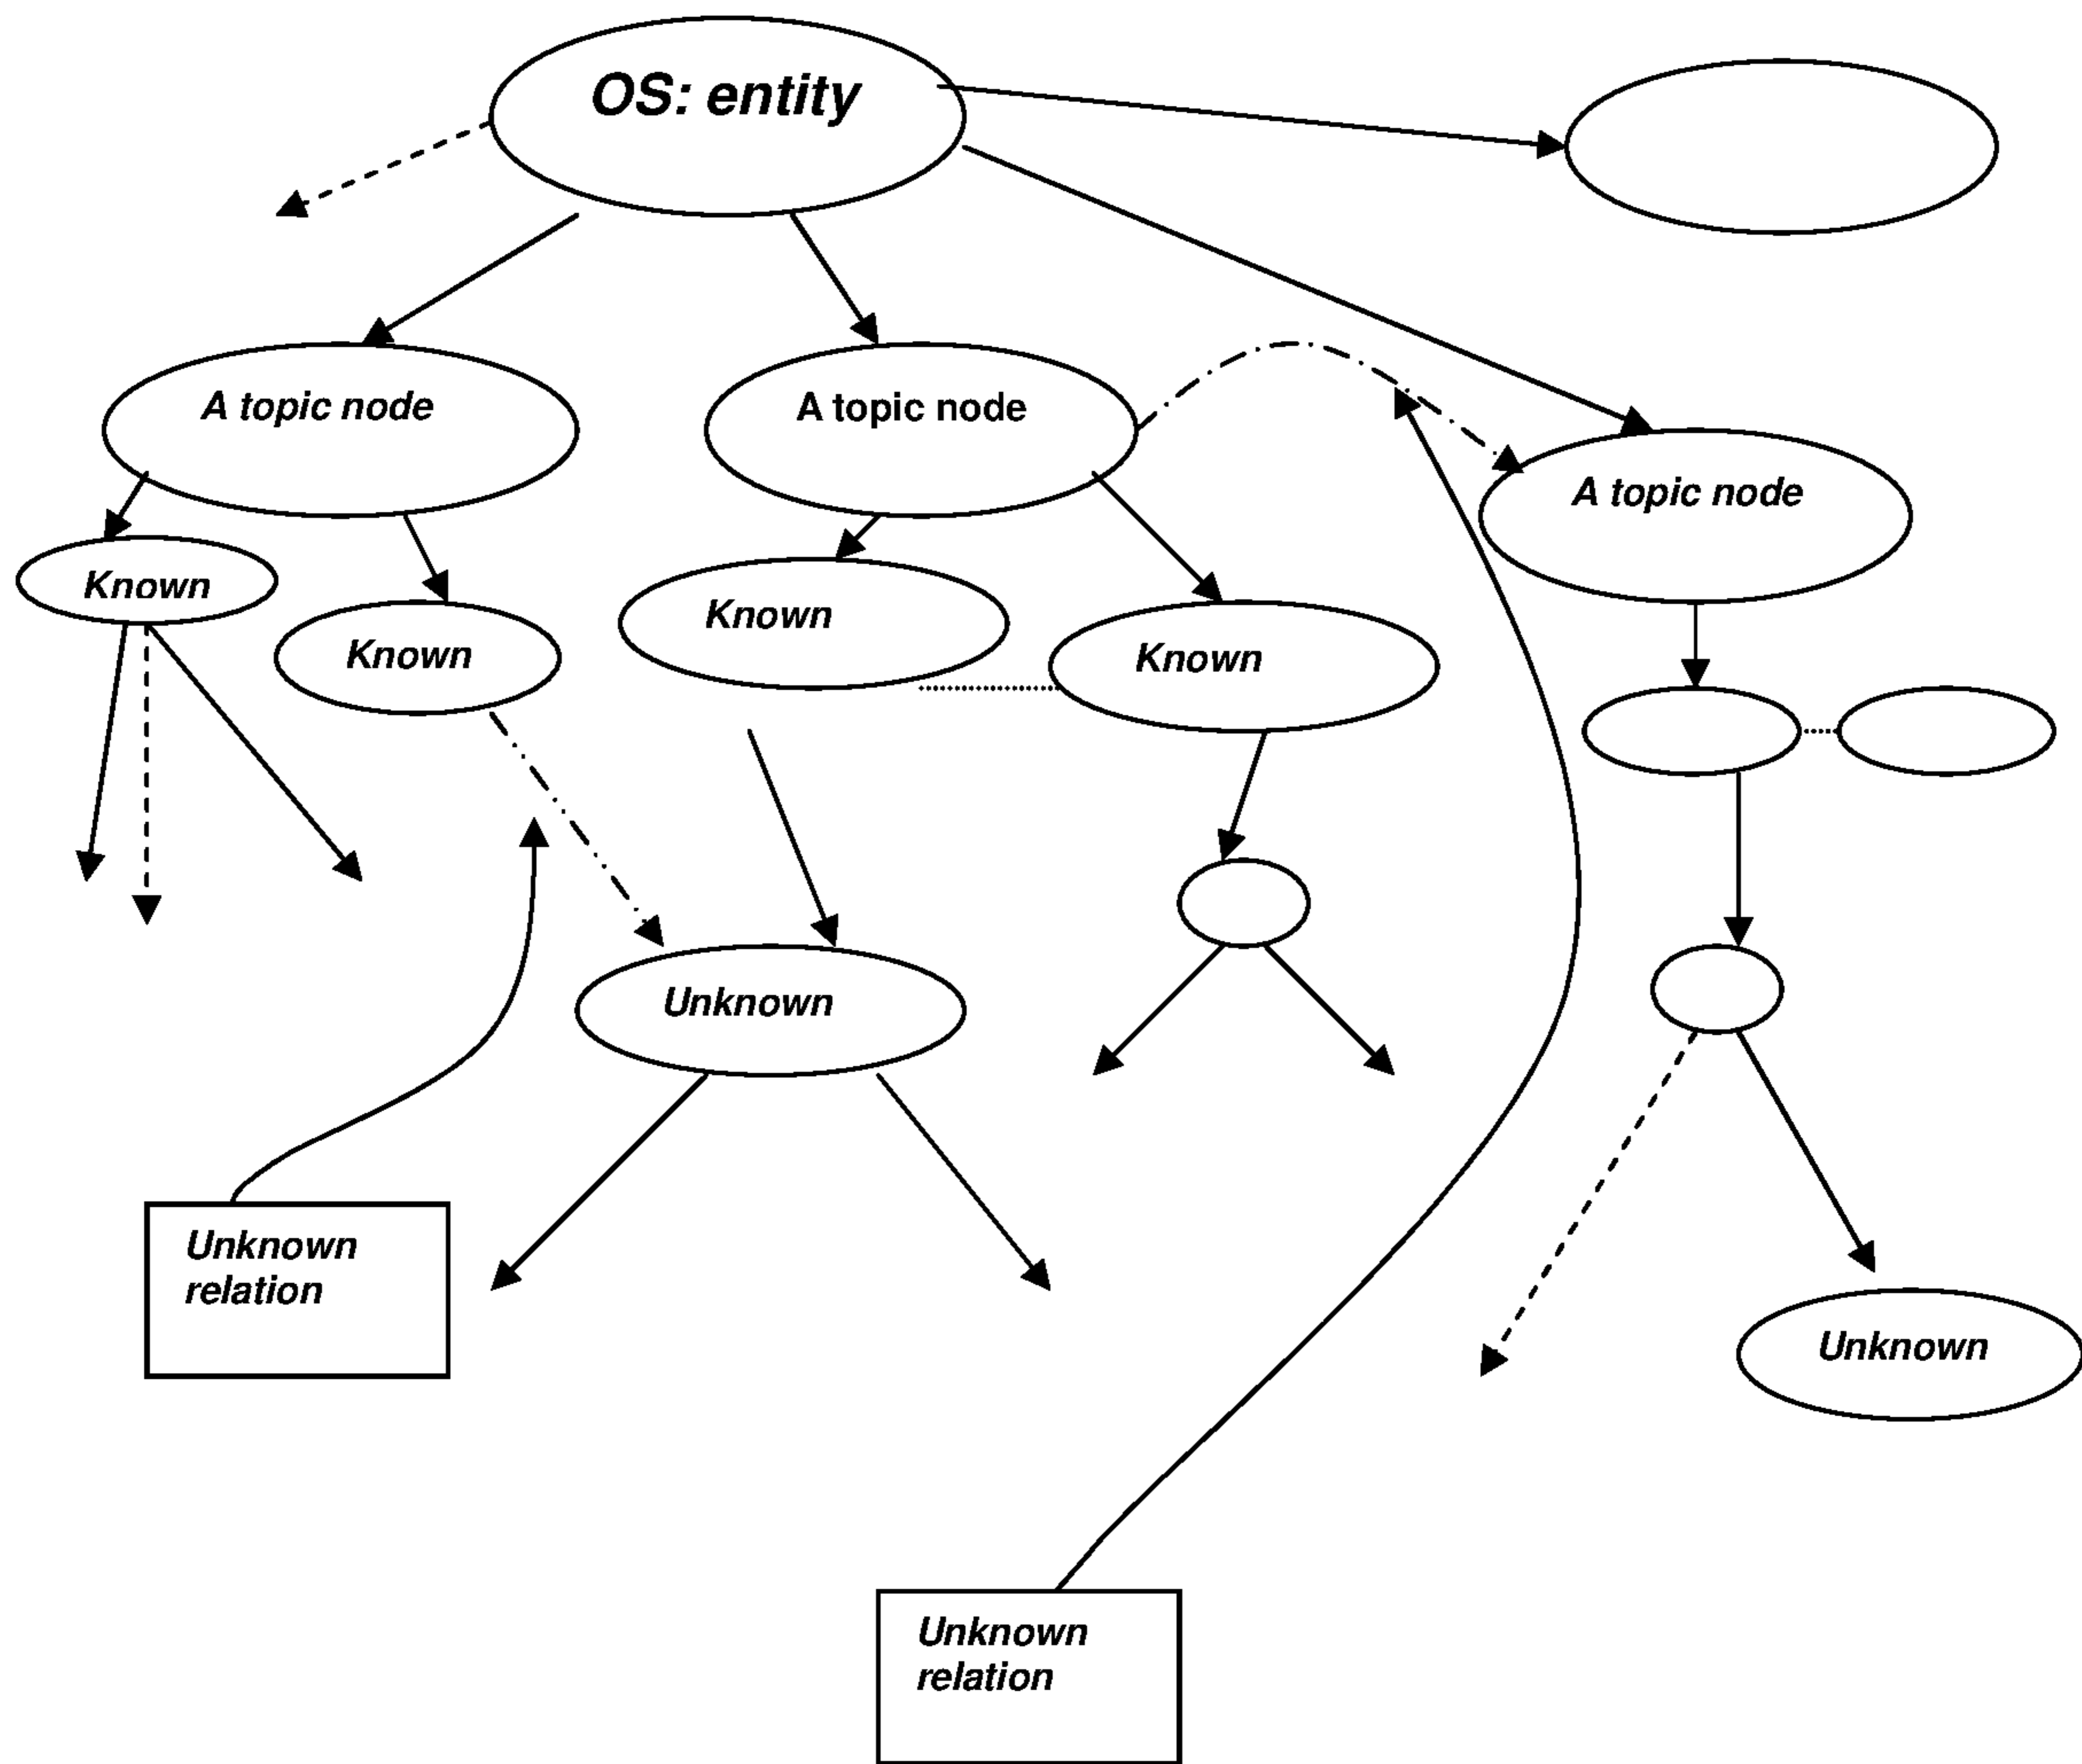 OS: entity
A topic node
A topic node
A topic node
Known
Known
Known
Known
Unknown
Unknown
relation
Unknown
Unknown
relation